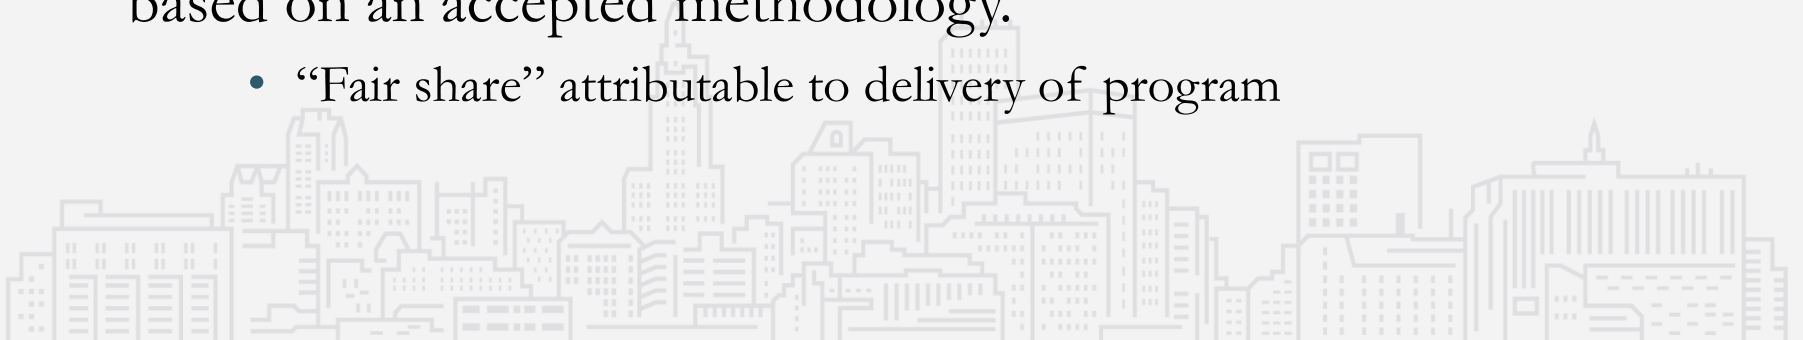 based on an accepted methodology.
• “Fair share” attributable to delivery of program